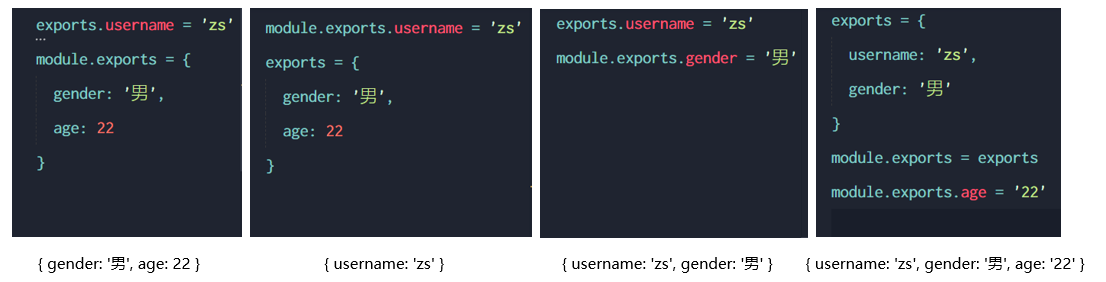 exports.username = 'zs'
module.exports = {
gender: '男',
age: 22
}
{ gender: '男', age: 22 }
module.exports.username = 'zs'
exports = {
gender: '男',
age: 22
}
{ username: 'zs' }
exports.username = 'zs'
module.exports.gender = '男'
{ username: 'zs', gender: '男' }
exports = {
username: 'zs',
gender: '男'
}
module.exports = exports
module.exports.age = '22'
{ username: 'zs', gender: '男', age: '22' }